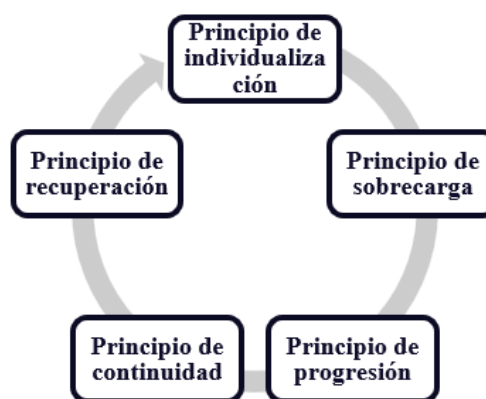 Principio de
individualiza
ción
Principio de
sobrecarga
Principio de
progresión
Principio de
continuidad
Principio de
recuperación